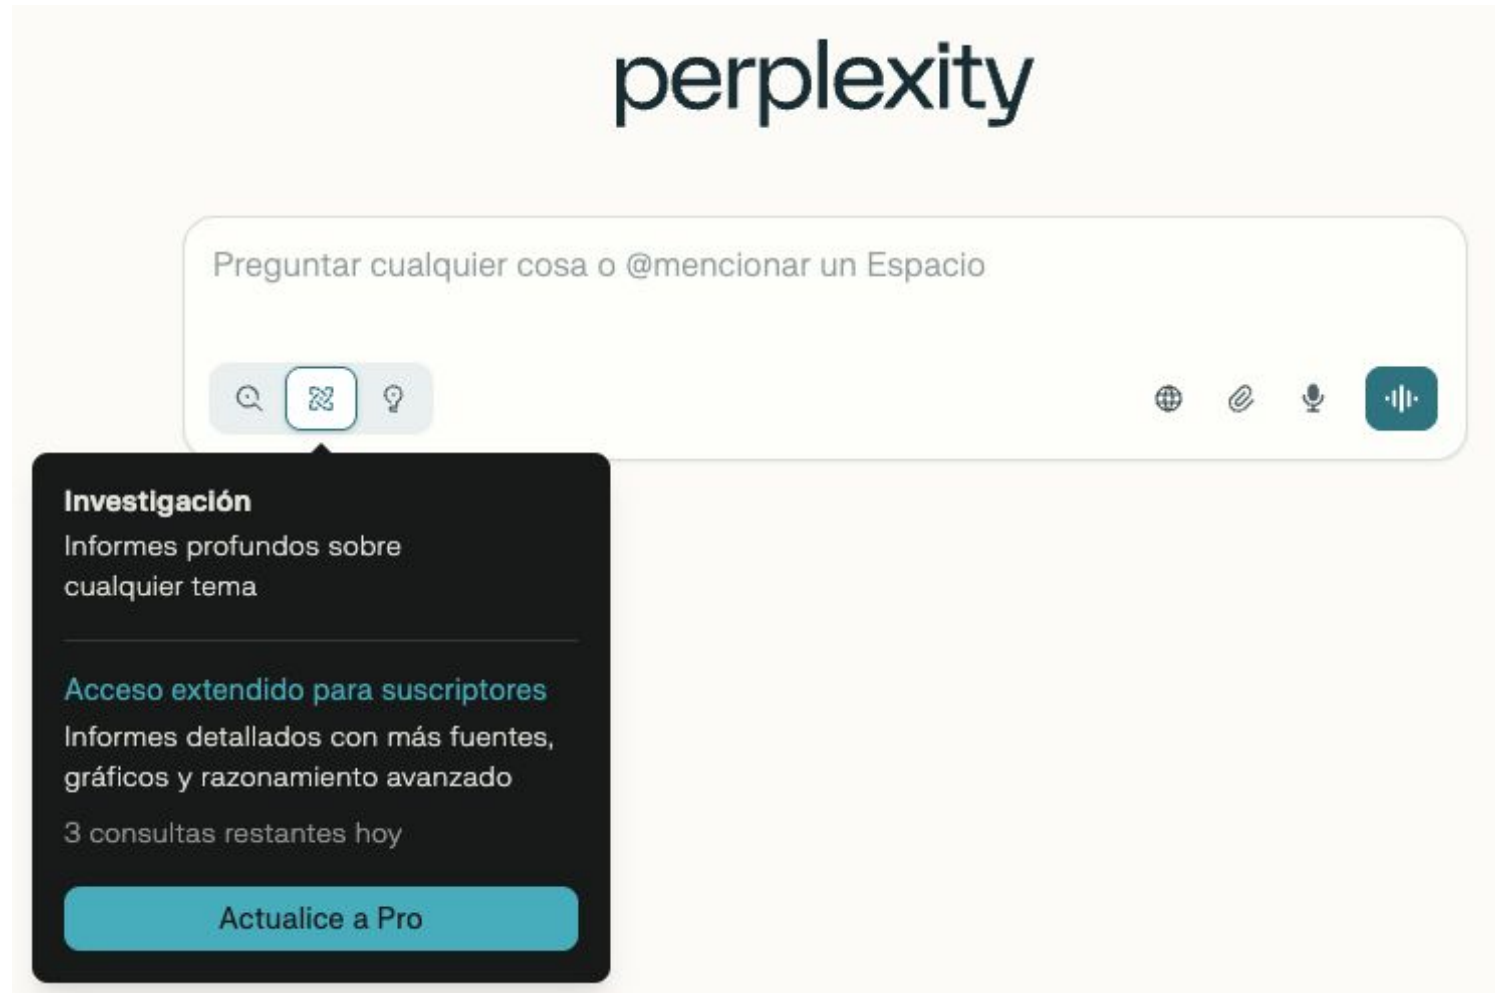 perplexity
Preguntar cualquier cosa o @mencionar un Espacio
Investigación
Informes profundos sobre
cualquier tema
Acceso extendido para suscriptores
Informes detallados con más fuentes,
gráficos y razonamiento avanzado
3 consultas restantes hoy
Actualice a Pro